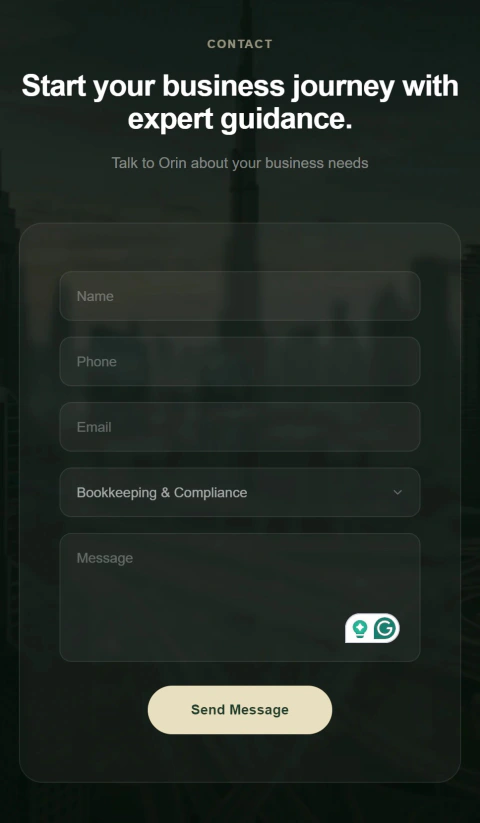 CONTACT
Start your business journey with
expert guidance.
Talk to Orin about your business needs
Name
Phone
Email
Bookkeeping & Compliance
Message
Send Message